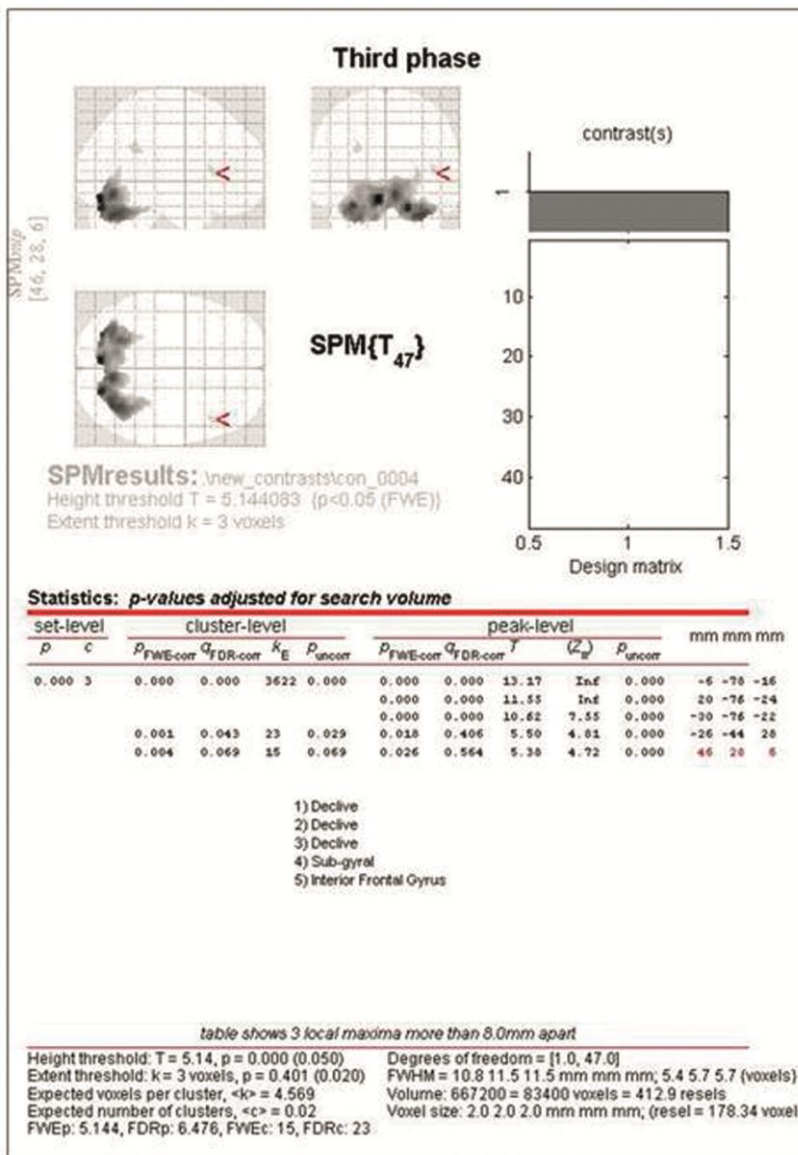 Third phase
SPMmip
[46, 28, 6]
contrast(s)
1
SPM{T47}
10
20
30
40
0.5 1 1.5
Design matrix
SPMresults: .\new_contrasts\con_0004
Height threshold T = 5.144083 {p<0.05 (FWE)}
Extent threshold k = 3 voxels
Statistics: p-values adjusted for search volume
set-level cluster-level peak-level mm mm mm
p c pFWE-corr qFDR-corr kE puncorr pFWE-corr qFDR-corr T (Z≡) puncorr
0.000 3 0.000 0.000 3622 0.000 0.000 0.000 13.17 Inf 0.000 -6 -78 -16
0.000 0.000 11.55 Inf 0.000 20 -76 -24
0.000 0.000 10.62 7.55 0.000 -30 -76 -22
0.001 0.043 23 0.029 0.018 0.406 5.50 4.81 0.000 -26 -44 28
0.004 0.069 15 0.069 0.026 0.564 5.38 4.72 0.000 46 28 6
1) Declive
2) Declive
3) Declive
4) Sub-gyral
5) Interior Frontal Gyrus
table shows 3 local maxima more than 8.0mm apart
Height threshold: T = 5.14, p = 0.000 (0.050) Degrees of freedom = [1.0, 47.0]
Extent threshold: k = 3 voxels, p = 0.401 (0.020) FWHM = 10.8 11.5 11.5 mm mm mm; 5.4 5.7 5.7 {voxels}
Expected voxels per cluster, <k> = 4.569 Volume: 667200 = 83400 voxels = 412.9 resels
Expected number of clusters, <c> = 0.02 Voxel size: 2.0 2.0 2.0 mm mm mm; (resel = 178.34 voxel
FWEp: 5.144, FDRp: 6.476, FWEc: 15, FDRc: 23